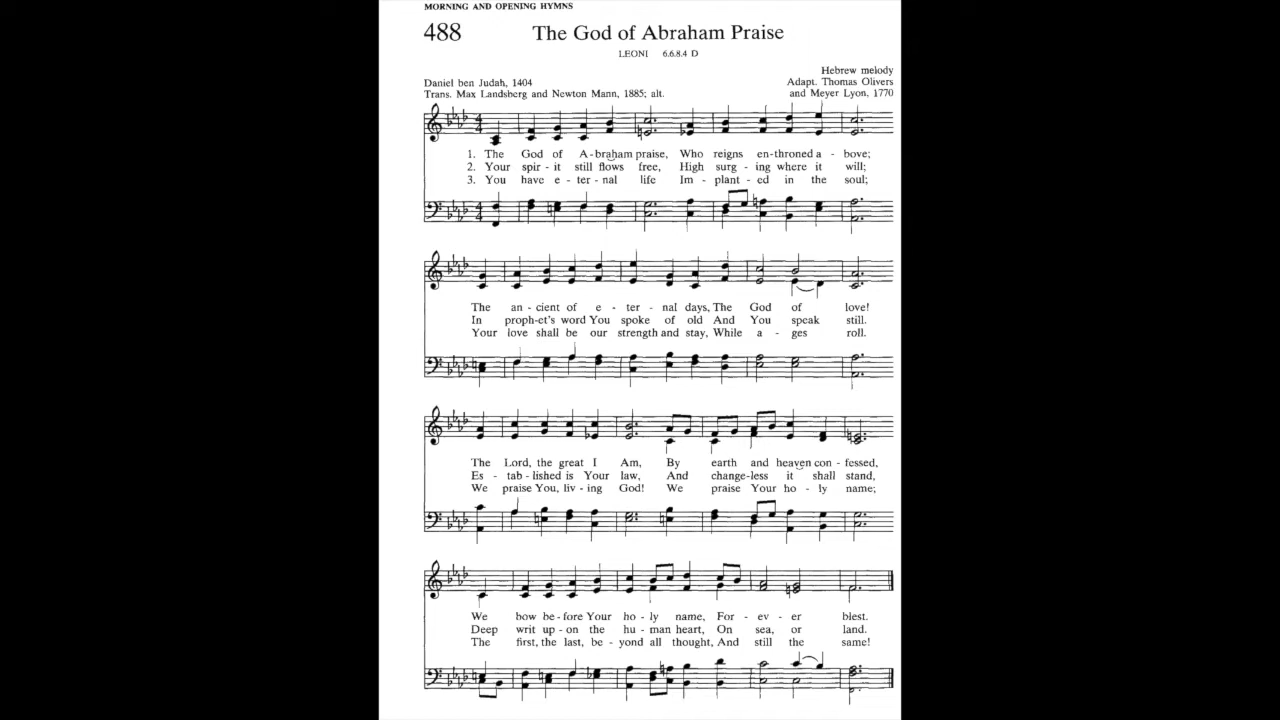 MORNING AND OPENING HYMNS
488 The God of Abraham Praise
LEONI 6.6.8.4 D
Hebrew melody
Daniel ben Judah, 1404 Adapt. Thomas Olivers
Trans. Max Landsberg and Newton Mann, 1885; alt. and Meyer Lyon, 1770
1. The God of A-braham praise, Who reigns en-throned a - bove;
2. Your spir - it still flows free, High surg - ing where it will;
3. You have e - ter - nal life Im - plant - ed in the soul;
The an - cient of e - ter - nal days, The God of love!
In proph-et's word You spoke of old And You speak still.
Your love shall be our strength and stay, While a - ges roll.
The Lord, the great I Am, By earth and heaven con - fessed,
Es - tab - lished is Your law, And change-less it shall stand,
We praise You, liv - ing God! We praise Your ho - ly name;
We bow be - fore Your ho - ly name, For - ev - er blest.
Deep writ up - on the hu - man heart, On sea, or land.
The first, the last, be - yond all thought, And still the same!